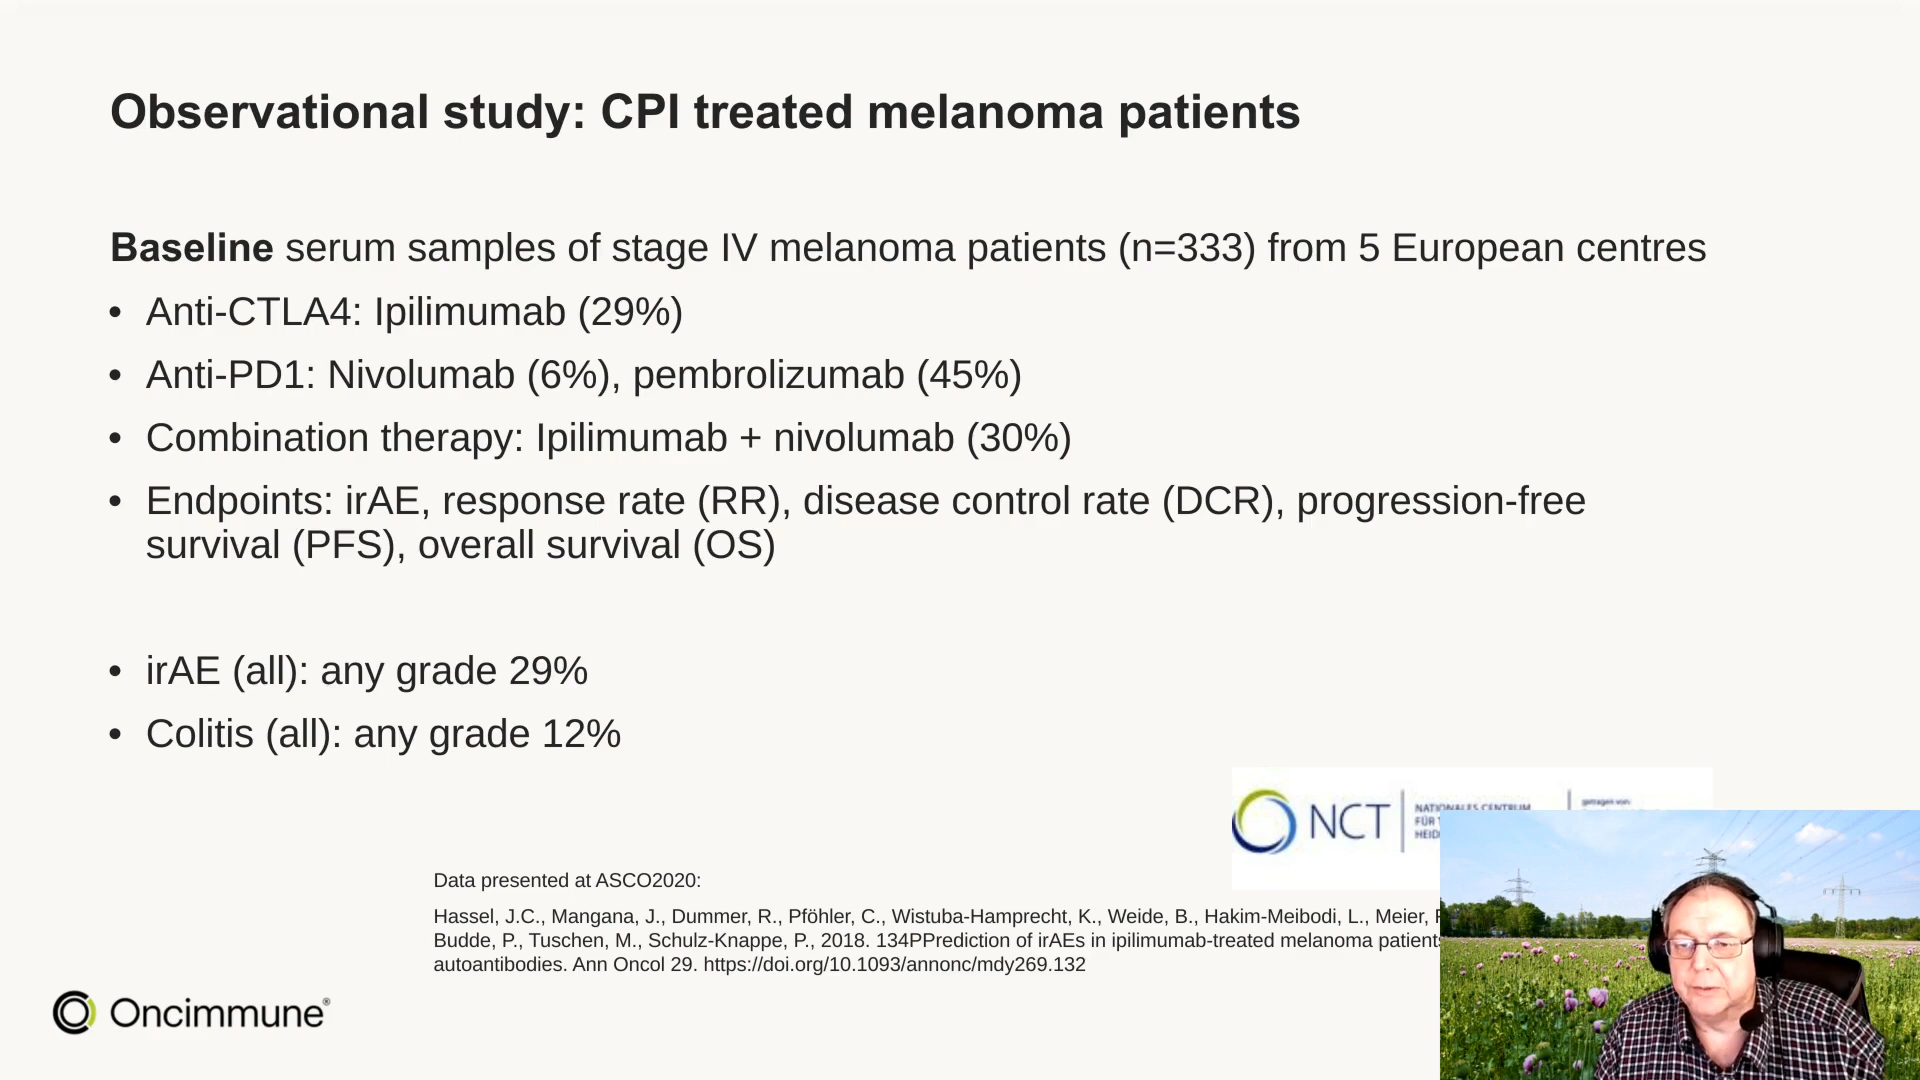 Observational study: CPI treated melanoma patients
Baseline serum samples of stage IV melanoma patients (n=333) from 5 European centres
• Anti-CTLA4: Ipilimumab (29%)
• Anti-PD1: Nivolumab (6%), pembrolizumab (45%)
• Combination therapy: Ipilimumab + nivolumab (30%)
• Endpoints: irAE, response rate (RR), disease control rate (DCR), progression-free
survival (PFS), overall survival (OS)
• irAE (all): any grade 29%
• Colitis (all): any grade 12%
NCT
NATIONALES CENTRUM
FÜR
getragen von:
Data presented at ASCO2020:
Hassel, J.C., Mangana, J., Dummer, R., Pföhler, C., Wistuba-Hamprecht, K., Weide, B., Hakim-Meibodi, L., Meier,
Budde, P., Tuschen, M., Schulz-Knappe, P., 2018. 134PPrediction of irAEs in ipilimumab-treated melanoma patients
autoantibodies. Ann Oncol 29. https://doi.org/10.1093/annonc/mdy269.132
Oncimmune®